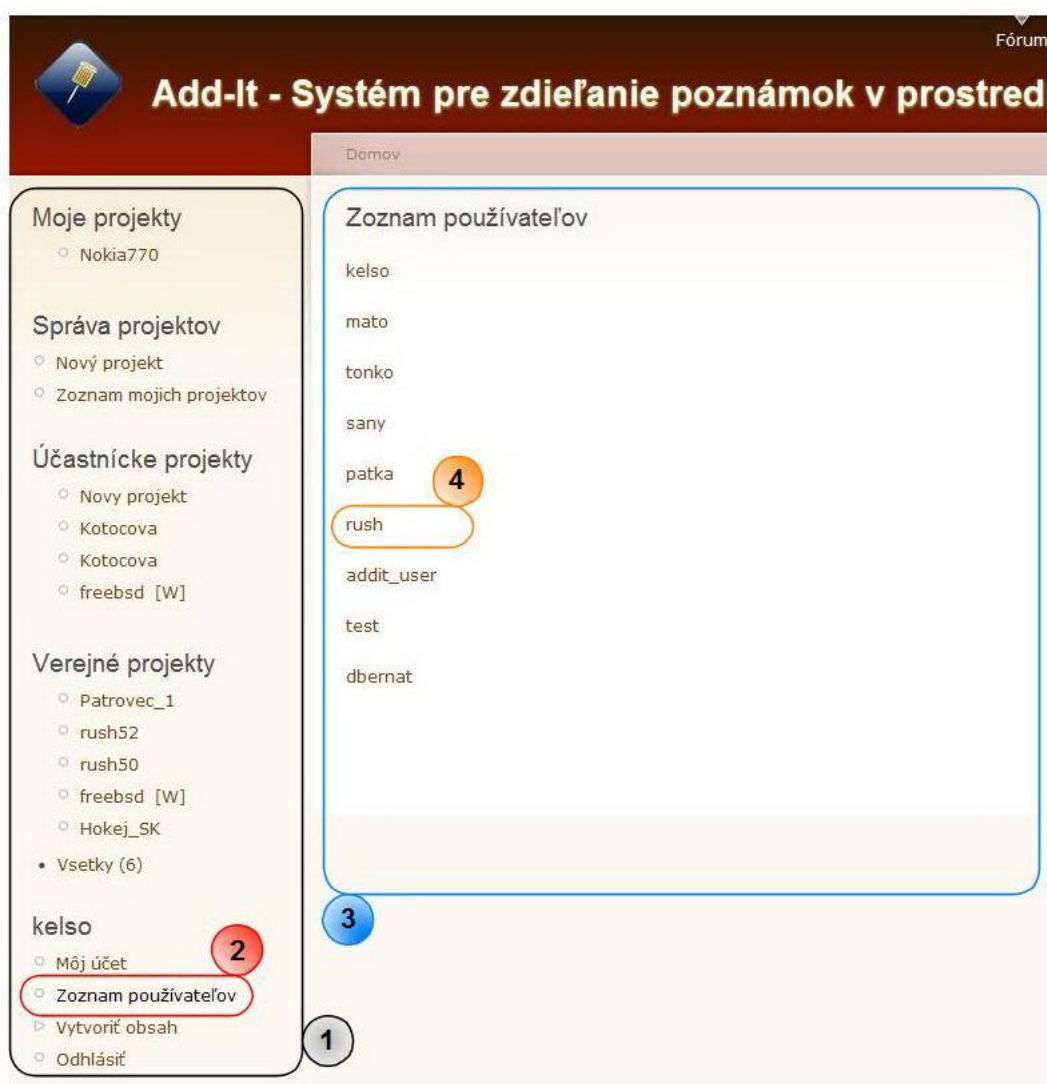 Fórum
Add-It - Systém pre zdieľanie poznámok v prostred
Domov
Moje projekty
Nokia770
Správa projektov
Nový projekt
Zoznam mojich projektov
Účastnícke projekty
Novy projekt
Kotocova
Kotocova
freebsd [W]
Verejné projekty
Patrovec_1
rush52
rush50
freebsd [W]
Hokej_SK
Vsetky (6)
kelso
2
Môj účet
Zoznam používateľov
Vytvoriť obsah
1
Odhlásiť
Zoznam používateľov
kelso
mato
tonko
sany
patka
4
rush
addit_user
test
dbernat
3